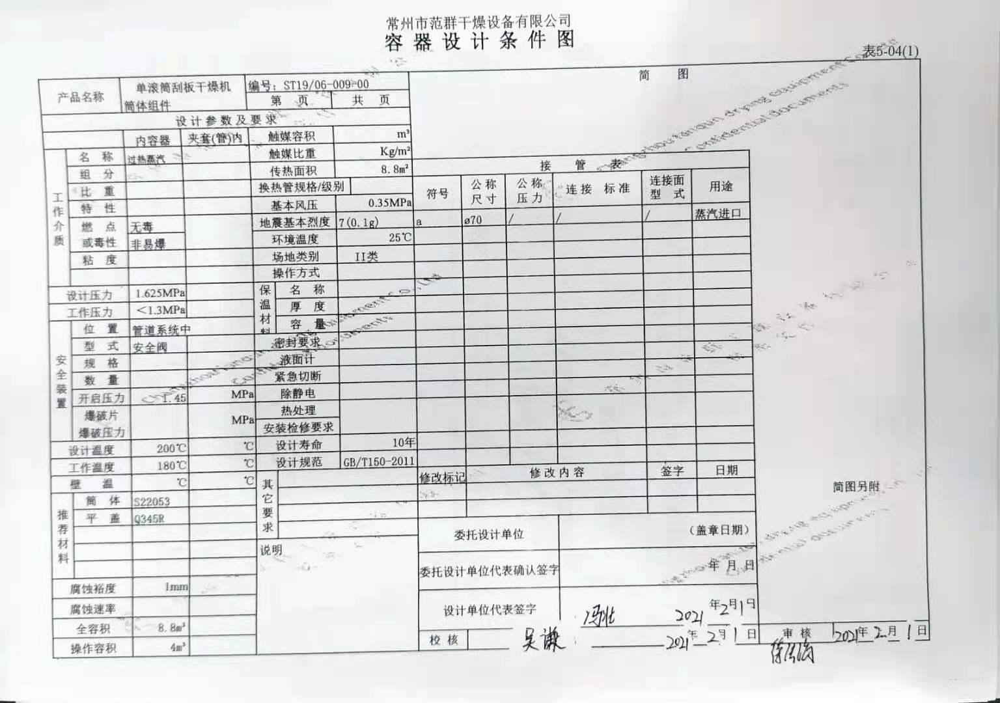 常州市范群干燥设备有限公司
容器设计条件图
表5-04(1)
产品名称
单滚筒刮板干燥机
筒体组件
编号：ST19/06-009-00
第 页
共 页
简 图
设计参数及要求
内容器
夹套(管)内
触媒容积
m³
工作介质
名 称
过热蒸汽
触媒比重
Kg/m²
组 分
传热面积
8.8m²
比 重
换热管规格/级别
特 性
基本风压
0.35MPa
燃 点
无毒
地震基本烈度
7(0.1g)
或毒性
非易爆
环境温度
25℃
粘 度
场地类别
II类
操作方式
设计压力
1.625MPa
工作压力
<1.3MPa
保温材料
名 称
厚 度
容 量
安全装置
位 置
管道系统中
型 式
安全阀
密封要求
规 格
液面计
数 量
紧急切断
开启压力
1.45
MPa
除静电
爆破片
爆破压力
MPa
热处理
安装检修要求
设计温度
200℃
℃
设计寿命
10年
工作温度
180℃
℃
设计规范
GB/T150-2011
壁 温
℃
℃
其它要求
推荐材料
筒 体
S22053
平 盖
Q345R
说明
腐蚀裕度
1mm
腐蚀速率
全容积
8.8m³
操作容积
4m³
接 管 表
符号
公称尺寸
公称压力
连接 标准
连接面型 式
用途
a
ø70
/
/
/
蒸汽进口
修改标记
修改内容
签字
日期
简图另附
委托设计单位
（盖章日期）
委托设计单位代表确认签字
年 月 日
设计单位代表签字
2021年2月1日
校 核
吴谦
2021年2月1日
审 核
2021年2月1日
Confidential documents